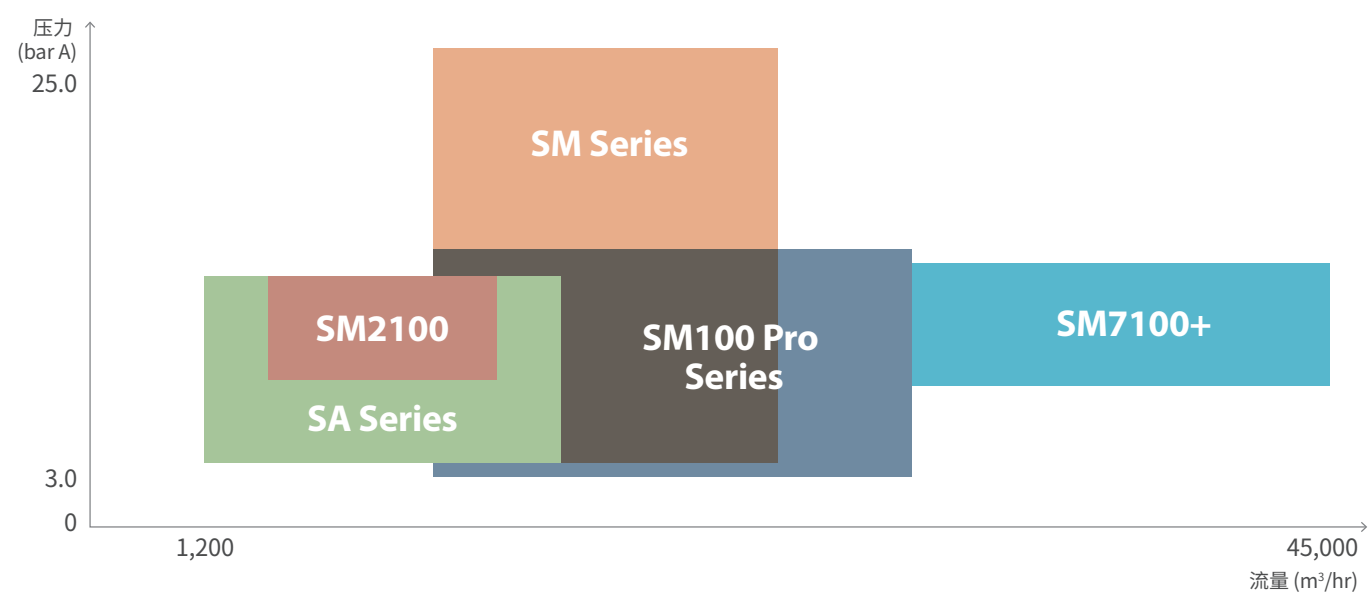 压力
(bar A)
25.0
SM Series
SM2100
SM100 Pro
Series
SM7100+
SA Series
3.0
0
1,200
45,000
流量 (m³/hr)